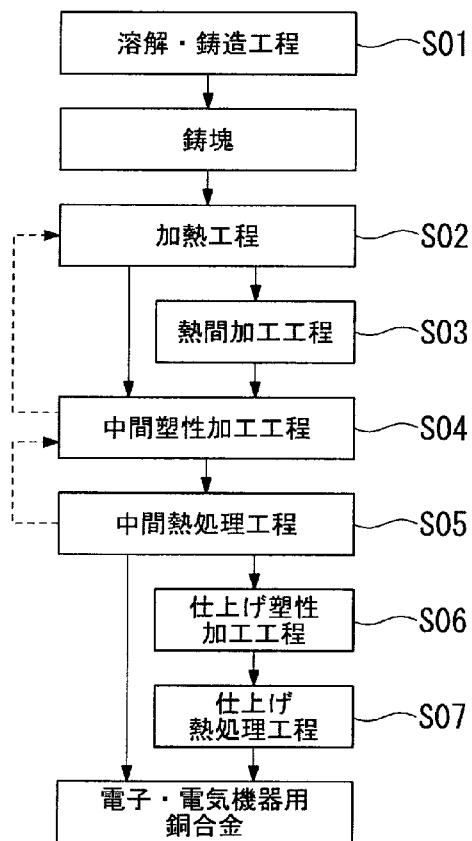 溶解・鋳造工程
S01
鋳塊
加熱工程
S02
熱間加工工程
S03
中間塑性加工工程
S04
中間熱処理工程
S05
仕上げ塑性
加工工程
S06
仕上げ
熱処理工程
S07
電子・電気機器用
銅合金